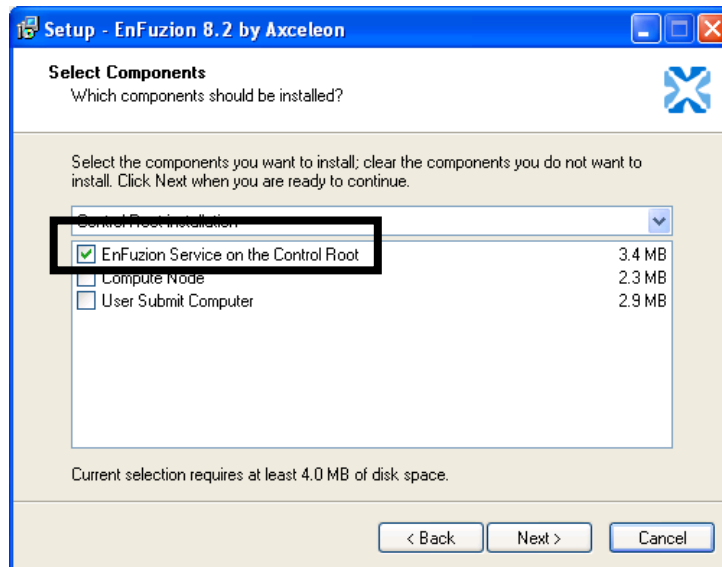 Setup - EnFuzion 8.2 by Axceleon
Select Components
Which components should be installed?
Select the components you want to install; clear the components you do not want to
install. Click Next when you are ready to continue.
Control Root Installation
EnFuzion Service on the Control Root 3.4 MB
Compute Node 2.3 MB
User Submit Computer 2.9 MB
Current selection requires at least 4.0 MB of disk space.
< Back Next > Cancel